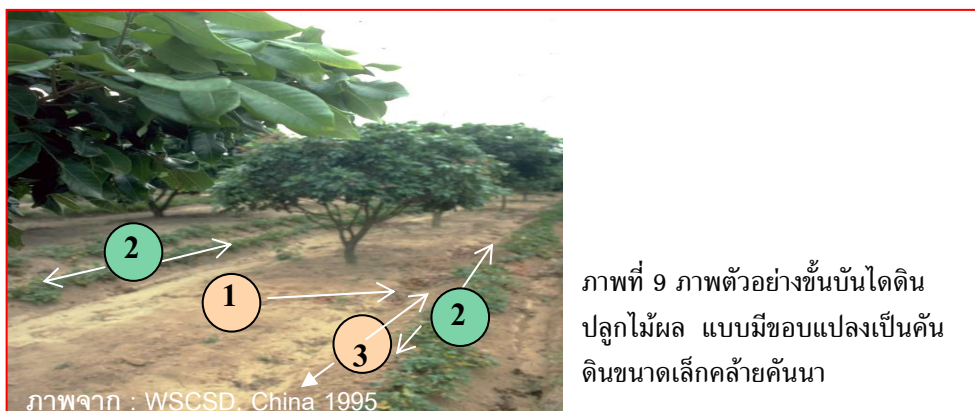 2
1
2
3
ภาพจาก : WSCSD, China 1995
ภาพที่ 9 ภาพตัวอย่างขั้นบันไดดิน
ปลูกไม้ผล แบบมีขอบแปลงเป็นคัน
ดินขนาดเล็กคล้ายคันนา